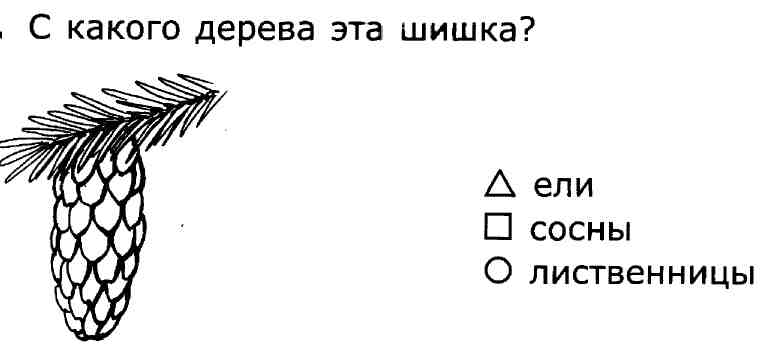 . С какого дерева эта шишка?
△ ели
□ сосны
○ лиственницы